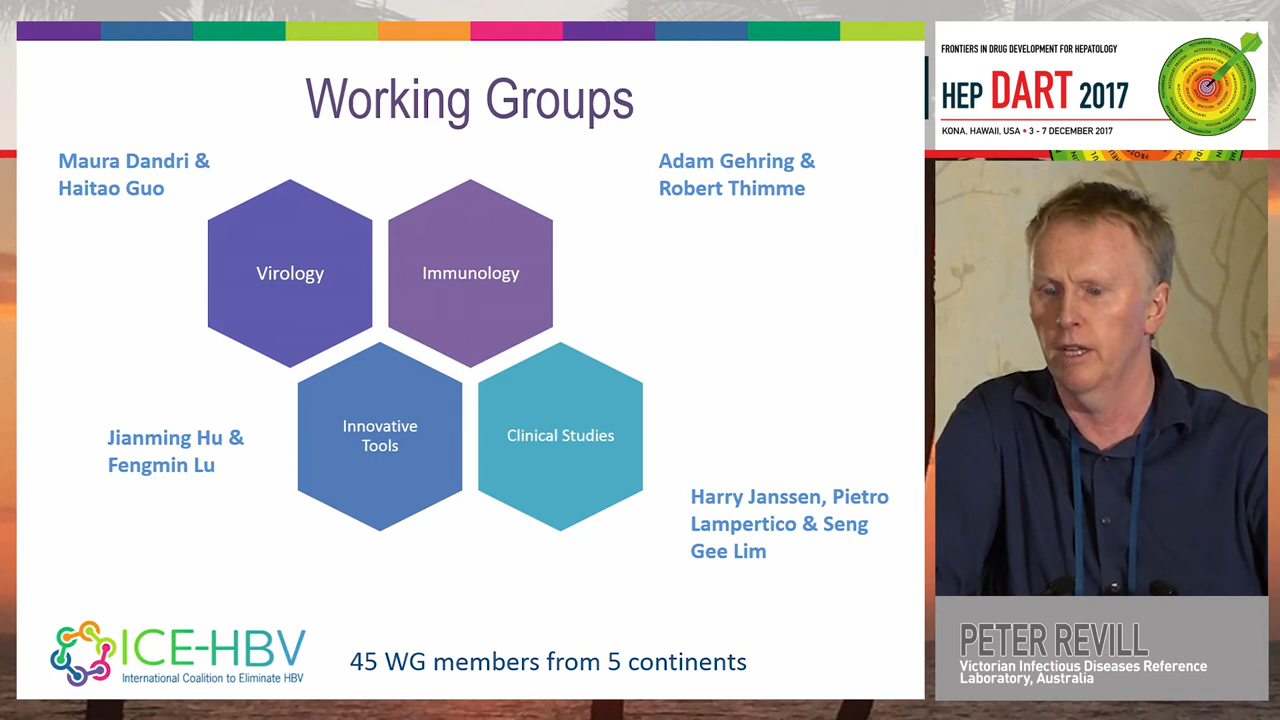 Working Groups
Maura Dandri &
Haitao Guo
Adam Gehring &
Robert Thimme
Virology
Immunology
Innovative
Tools
Clinical Studies
Jianming Hu &
Fengmin Lu
Harry Janssen, Pietro
Lampertico & Seng
Gee Lim
ICE-HBV
International Coalition to Eliminate HBV
45 WG members from 5 continents
FRONTIERS IN DRUG DEVELOPMENT FOR HEPATOLOGY
HEP DART 2017
KONA, HAWAII, USA • 3 - 7 DECEMBER 2017
PETER REVILL
Victorian Infectious Diseases Reference
Laboratory, Australia